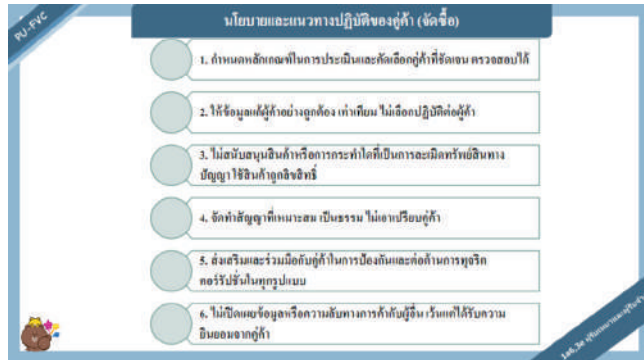 PU-FVC
นโยบายและแนวทางปฏิบัติของคู่ค้า (จัดซื้อ)
1. กำหนดหลักเกณฑ์ในการประเมินและคัดเลือกคู่ค้าที่ชัดเจน ตรวจสอบได้
2. ให้ข้อมูลแก่ผู้ค้าอย่างถูกต้อง เท่าเทียม ไม่เลือกปฏิบัติต่อผู้ค้า
3. ไม่สนับสนุนสินค้าหรือการกระทำใดที่เป็นการละเมิดทรัพย์สินทาง
ปัญญา ใช้สินค้าถูกลิขสิทธิ์
4. จัดทำสัญญาที่เหมาะสม เป็นธรรม ไม่เอาเปรียบคู่ค้า
5. ส่งเสริมและร่วมมือกับคู่ค้าในการป้องกันและต่อต้านการทุจริต
คอร์รัปชั่นในทุกรูปแบบ
6. ไม่เปิดเผยข้อมูลหรือความลับทางการค้ากับผู้อื่น เว้นแต่ได้รับความ
ยินยอมจากคู่ค้า